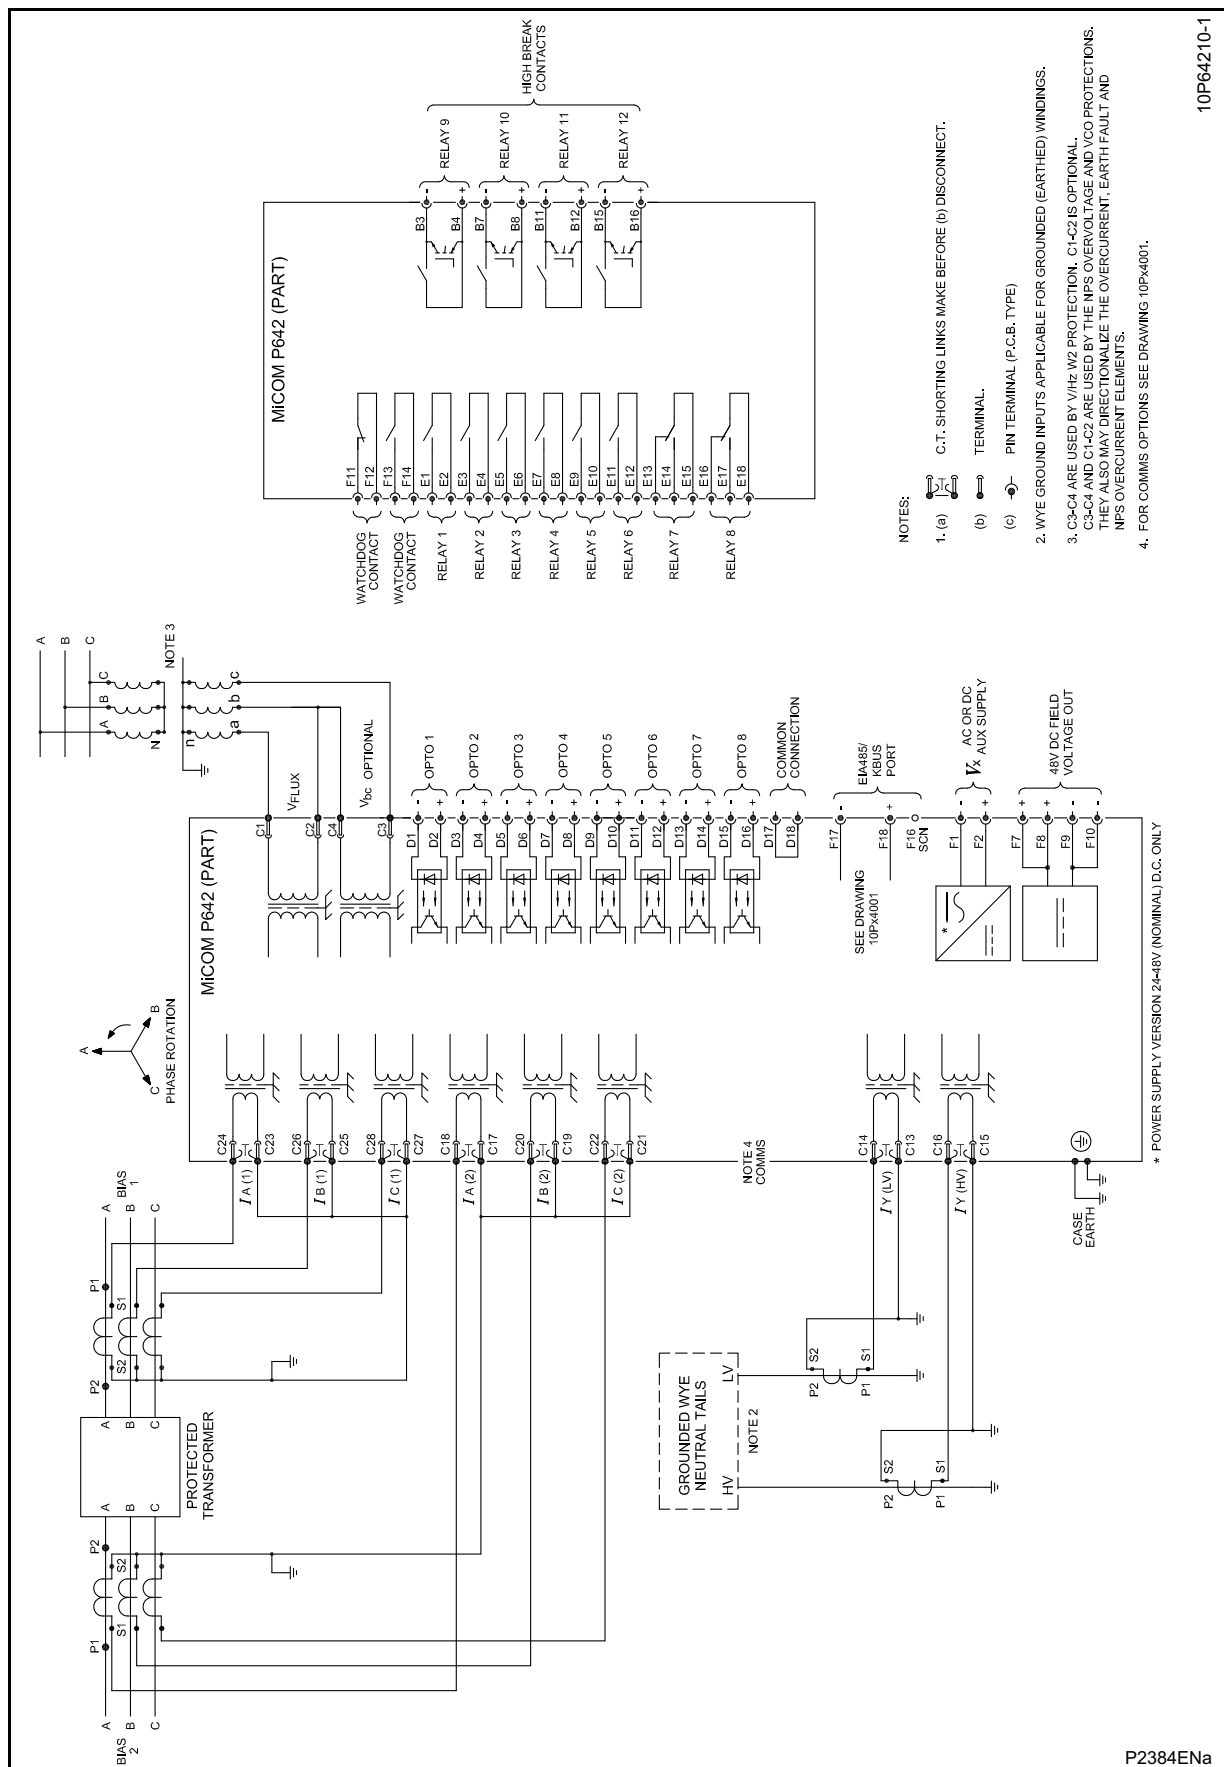 10P64210-1
P2384ENa
A
B
C
A
B
C
N
NOTE 3
n
a
b
c
A
B
C
PHASE ROTATION
BIAS
1
A
B
C
P1
S1
S2
P2
A
B
C
PROTECTED
TRANSFORMER
A
B
C
P2
S2
S1
P1
A
B
C
BIAS
2
MiCOM P642 (PART)
C24
C23
I A (1)
C26
C25
I B (1)
C28
C27
I C (1)
C18
C17
I A (2)
C20
C19
I B (2)
C22
C21
I C (2)
NOTE 4
COMMS
C14
C13
I Y (LV)
C16
C15
I Y (HV)
CASE
EARTH
GROUNDED WYE
NEUTRAL TAILS
HV
LV
NOTE 2
P2
S2
P1
S1
P2
S2
P1
S1
C1
VFLUX
C2
C4
Vbc OPTIONAL
C3
D1 -
D2 +
OPTO 1
D3 -
D4 +
OPTO 2
D5 -
D6 +
OPTO 3
D7 -
D8 +
OPTO 4
D9 -
D10 +
OPTO 5
D11 -
D12 +
OPTO 6
D13 -
D14 +
OPTO 7
D15 -
D16 +
OPTO 8
D17
D18
COMMON
CONNECTION
SEE DRAWING
10Px4001
F17 -
F18 +
F16
SCN
EIA485/
KBUS
PORT
*
F1 -
F2 +
Vx AC OR DC
AUX SUPPLY
F7 +
F8 +
F9 -
F10 -
48V DC FIELD
VOLTAGE OUT
* POWER SUPPLY VERSION 24-48V (NOMINAL) D.C. ONLY
MiCOM P642 (PART)
F11
F12
WATCHDOG
CONTACT
F13
F14
WATCHDOG
CONTACT
E1
E2
RELAY 1
E3
E4
RELAY 2
E5
E6
RELAY 3
E7
E8
RELAY 4
E9
E10
RELAY 5
E11
E12
RELAY 6
E13
E14
E15
RELAY 7
E16
E17
E18
RELAY 8
B3 -
B4 +
RELAY 9
B7 -
B8 +
RELAY 10
B11 -
B12 +
RELAY 11
B15 -
B16 +
RELAY 12
HIGH BREAK
CONTACTS
NOTES:
1. (a) C.T. SHORTING LINKS MAKE BEFORE (b) DISCONNECT.
(b) TERMINAL.
(c) PIN TERMINAL (P.C.B. TYPE)
2. WYE GROUND INPUTS APPLICABLE FOR GROUNDED (EARTHED) WINDINGS.
3. C3-C4 ARE USED BY V/Hz W2 PROTECTION. C1-C2 IS OPTIONAL.
C3-C4 AND C1-C2 ARE USED BY THE NPS OVERVOLTAGE AND VCO PROTECTIONS.
THEY ALSO MAY DIRECTIONALIZE THE OVERCURRENT, EARTH FAULT AND
NPS OVERCURRENT ELEMENTS.
4. FOR COMMS OPTIONS SEE DRAWING 10Px4001.